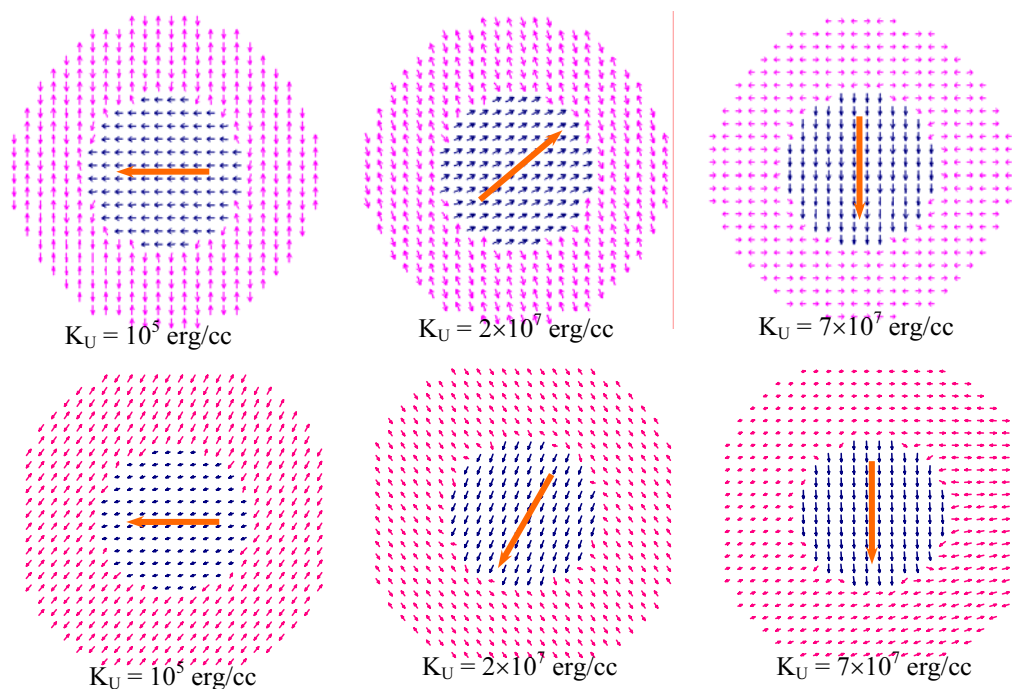 K_U = 10^5 erg/cc
K_U = 2×10^7 erg/cc
K_U = 7×10^7 erg/cc
K_U = 10^5 erg/cc
K_U = 2×10^7 erg/cc
K_U = 7×10^7 erg/cc